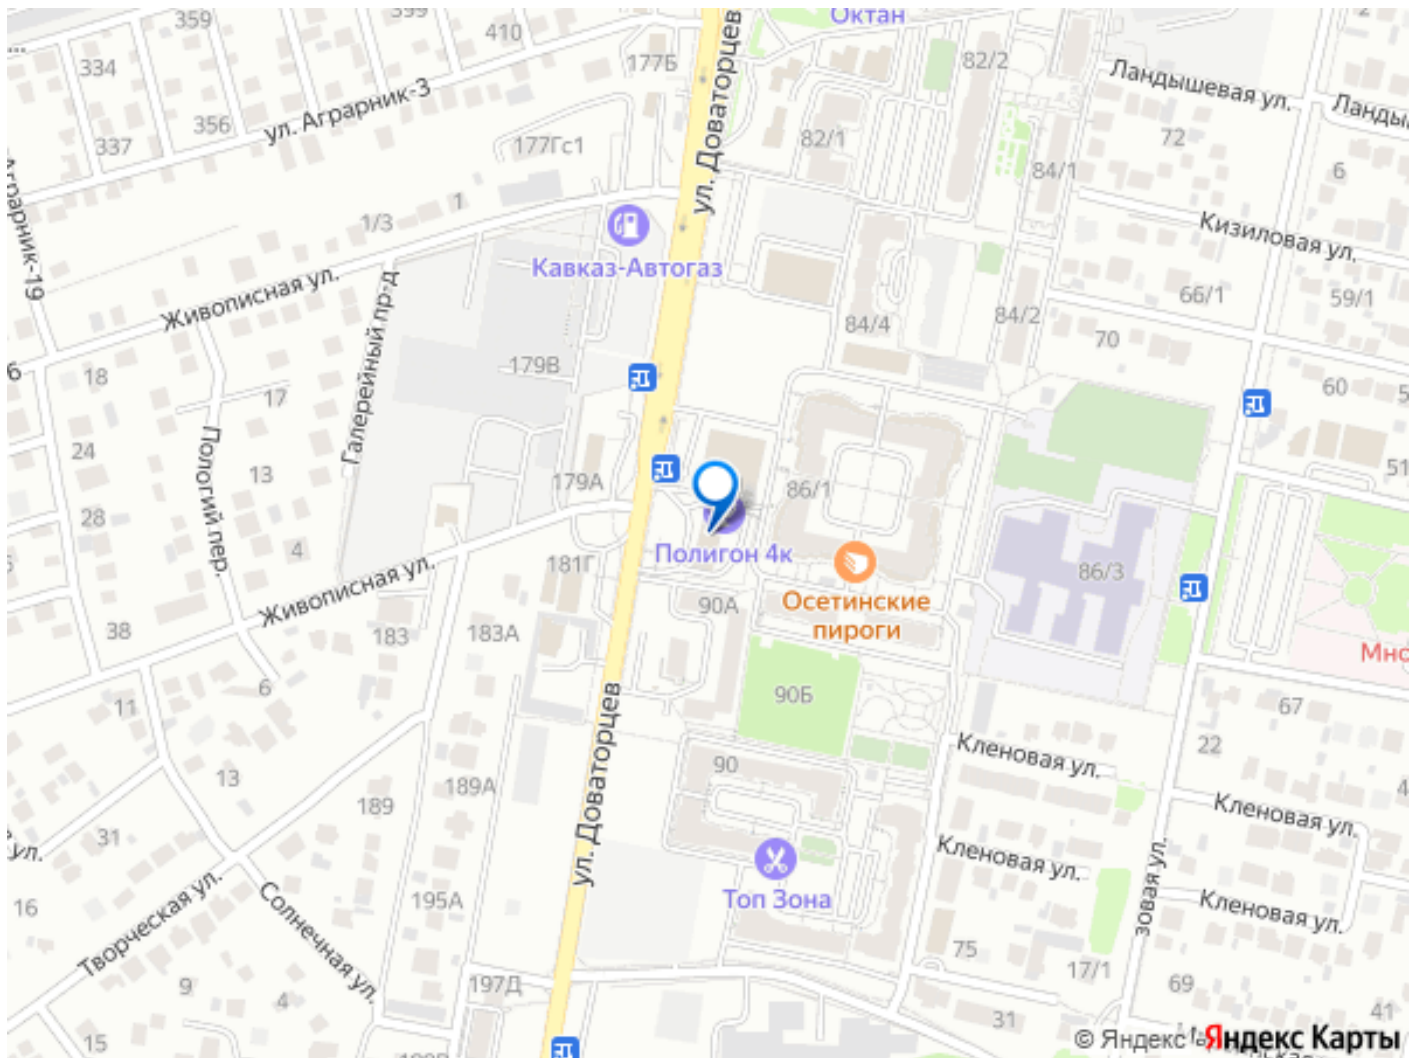 359
399
410
Октан
2
...
334
177Б
82/2
Ландышевая ул.
ул. Аграрник-3
356
337
177Гс1
ул. Доваторцев
82/1
72
84/1
6
Аграрник-19
1
1/3
Кизиловая ул.
Кавказ-Автогаз
Живописная ул.
Галерейный пр-д
66/1
59/1
84/4
84/2
70
6
18
179В
17
60
24
Пологий пер.
13
179А
86/1
51
28
4
Полигон 4к
181Г
86/3
Живописная ул.
Осетинские
пироги
90А
38
183
183А
Мно
6
90Б
11
67
ул. Доваторцев
22
Кленовая ул.
13
90
189А
189
Кленовая ул.
31
ул.
Кленовая ул.
зовая ул.
Топ Зона
16
Творческая ул.
Солнечная ул.
195А
Кленовая ул.
75
17/1
69
9
4
197Д
31
41
15
© Яндекс Яндекс Карты